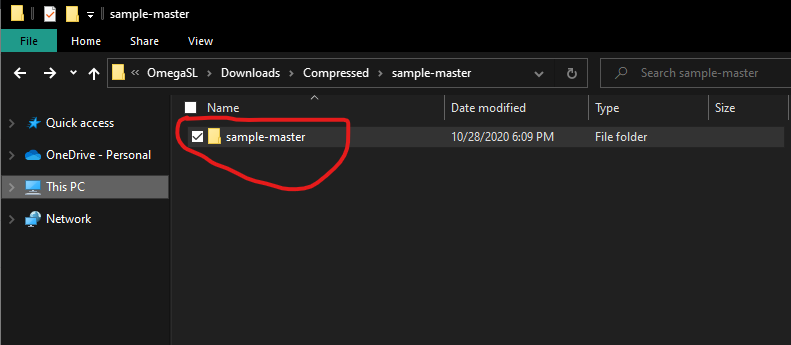 sample-master
File Home Share View
« OmegaSL > Downloads > Compressed > sample-master Search sample-master
Name Date modified Type Size
Quick access
sample-master 10/28/2020 6:09 PM File folder
OneDrive - Personal
This PC
Network